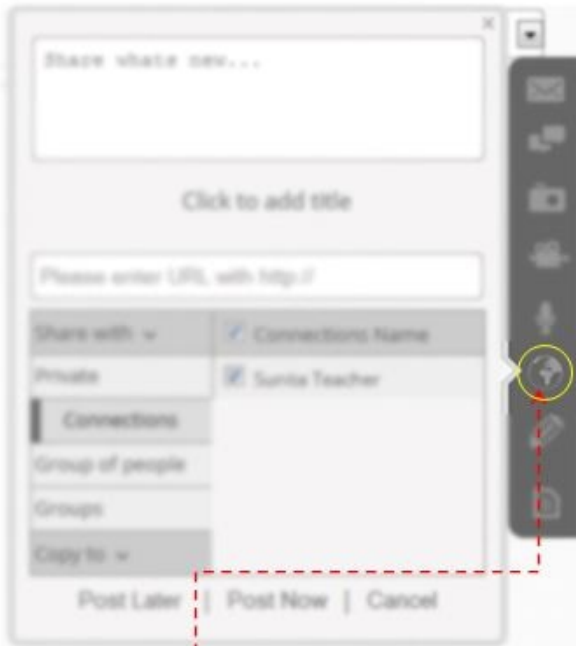 Share whats new...
Click to add title
Please enter URL with http://
Share with
Connections Name
Private
Sunita Teacher
Connections
Group of people
Groups
Copy to
Post Later | Post Now | Cancel